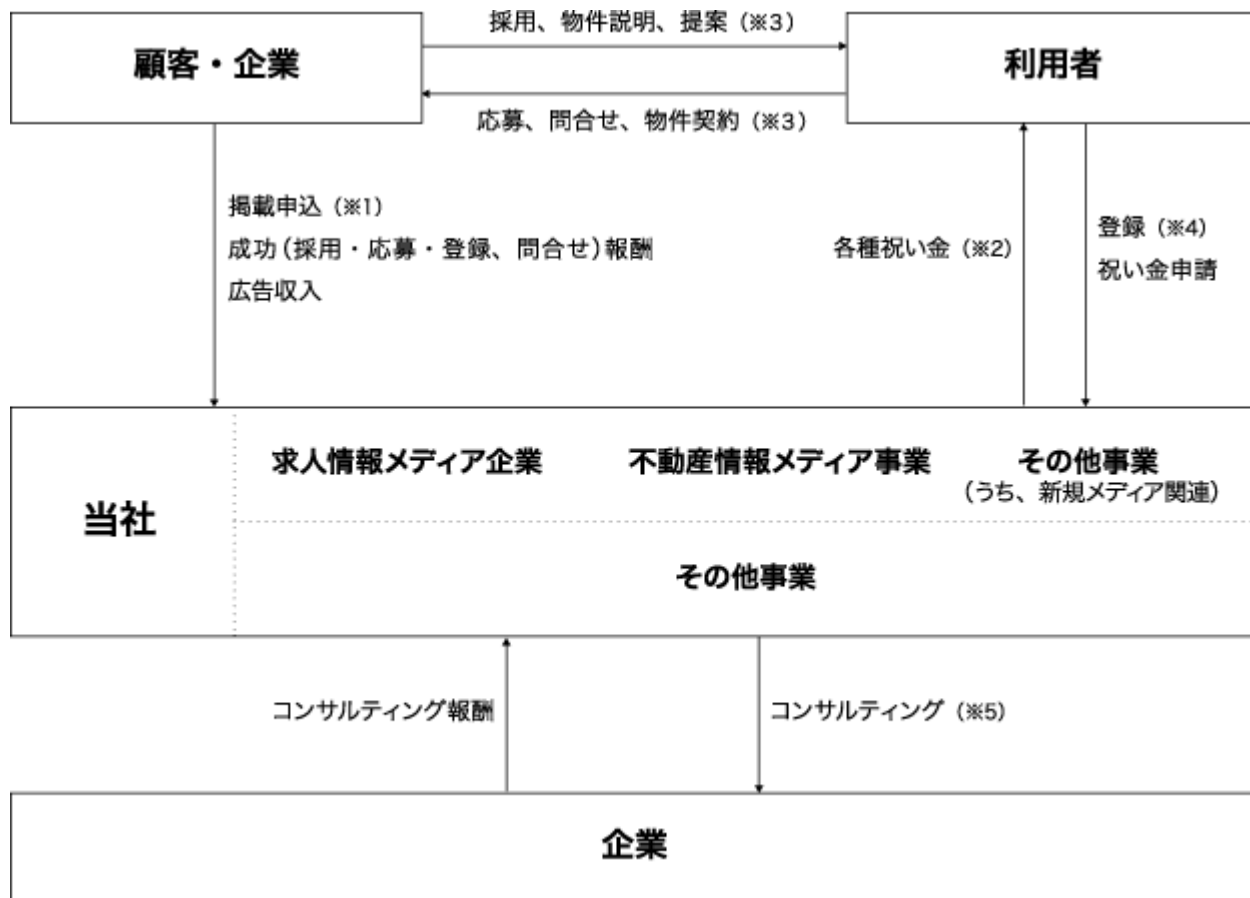 採用、物件説明、提案（※3）
顧客・企業
利用者
応募、問合せ、物件契約（※3）
掲載申込（※1）
成功（採用・応募・登録、問合せ）報酬
広告収入
各種祝い金（※2）
登録（※4）
祝い金申請
求人情報メディア企業
不動産情報メディア事業
その他事業
（うち、新規メディア関連）
当社
その他事業
コンサルティング報酬
コンサルティング（※5）
企業